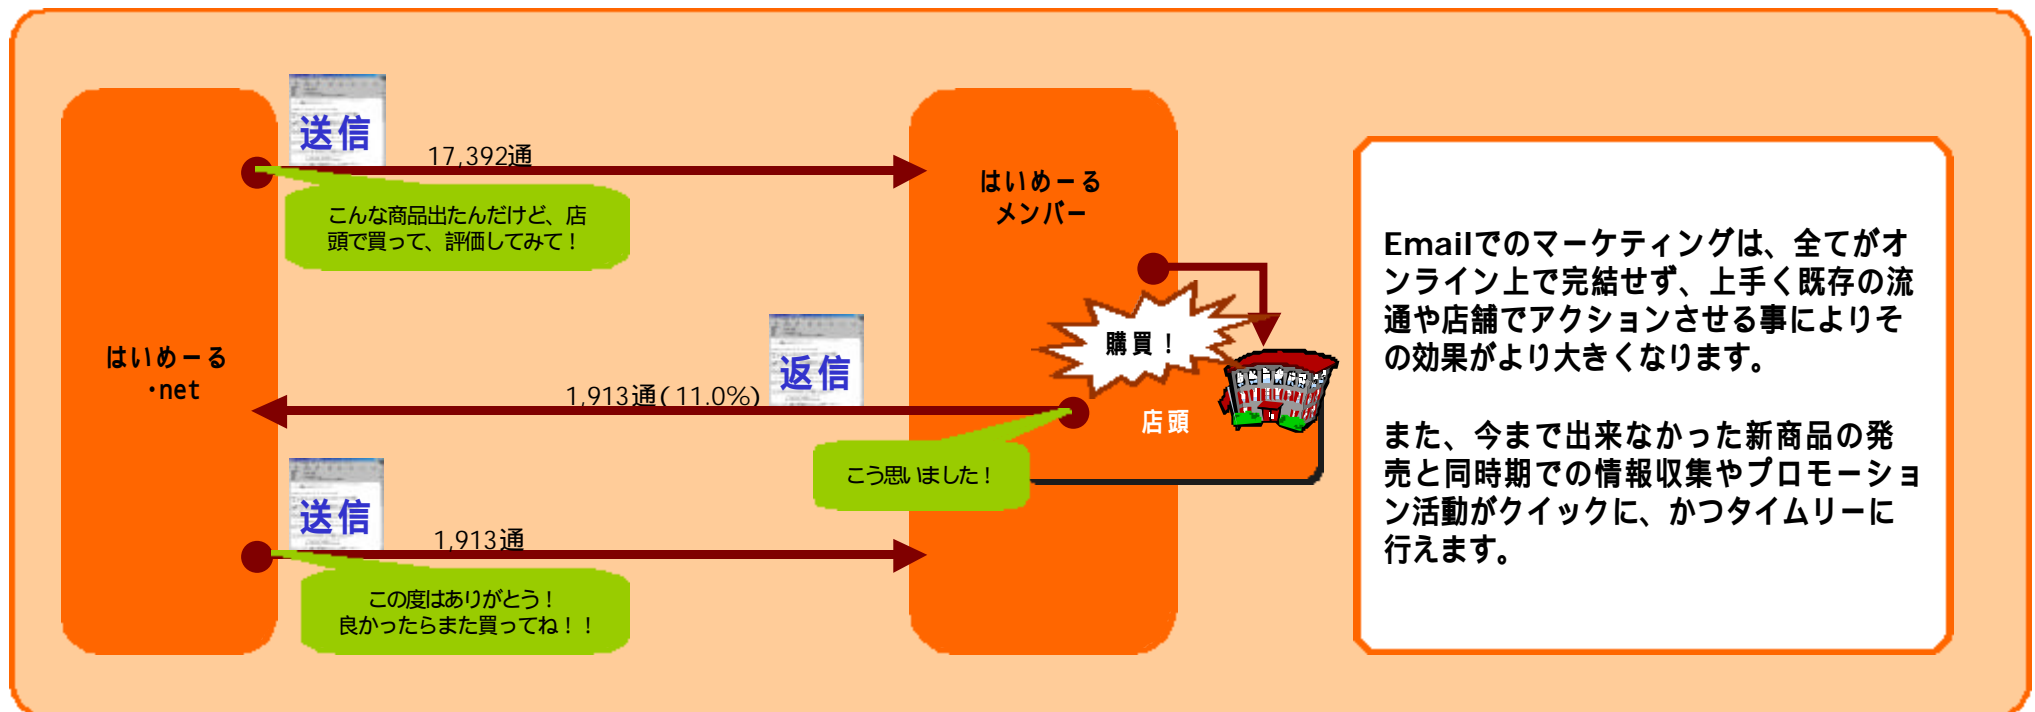 はいめーる
・net
送信
17,392通
こんな商品出たんだけど、店
頭で買って、評価してみて！
はいめーる
メンバー
購買！
店頭
返信
1,913通(11.0%)
こう思いました！
送信
1,913通
この度はありがとう！
良かったらまた買ってね！！
Emailでのマーケティングは、全てがオ
ンライン上で完結せず、上手く既存の流
通や店舗でアクションさせる事によりそ
の効果がより大きくなります。
また、今まで出来なかった新商品の発
売と同時期での情報収集やプロモーショ
ン活動がクイックに、かつタイムリーに
行えます。